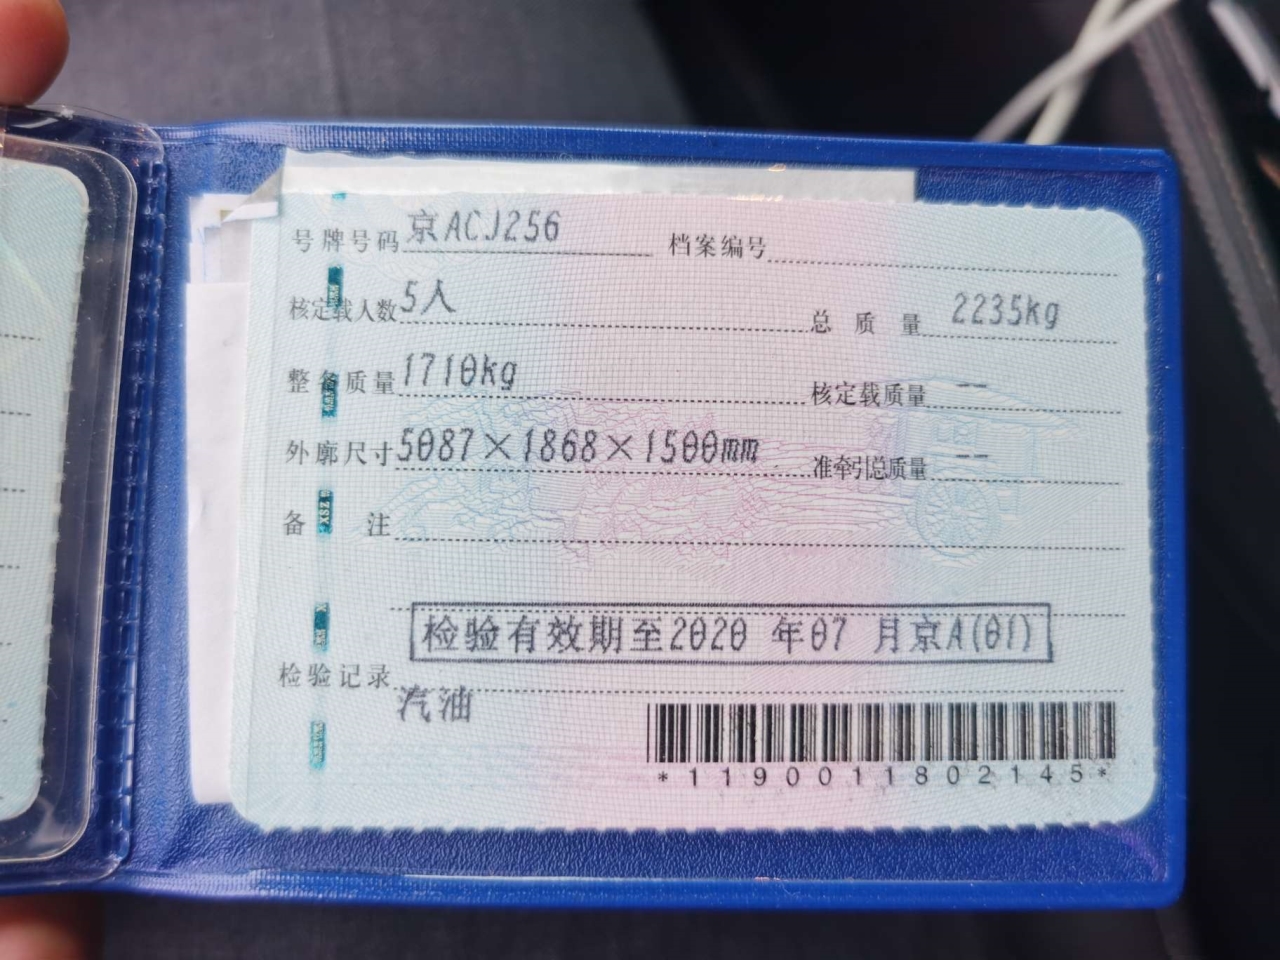 号牌号码 京ACJ256 档案编号
核定载人数 5人 总质量 2235kg
整备质量 1710kg 核定载质量 --
外廓尺寸 5087×1868×1500mm 准牵引总质量 --
备注
检验有效期至2020 年07 月京A(01)
检验记录
汽油
*1190011802145*